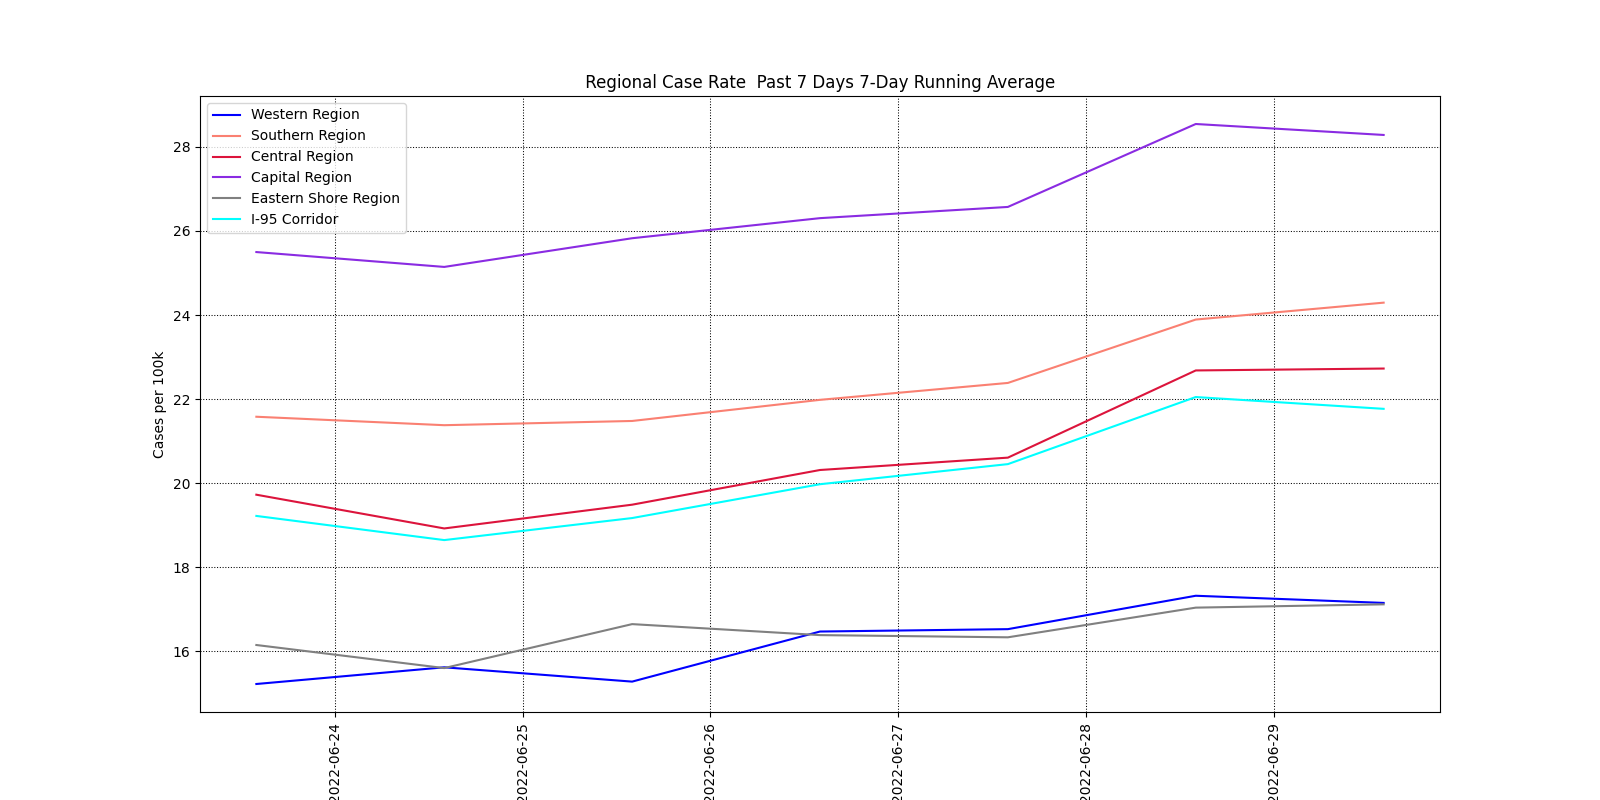 Regional Case Rate  Past 7 Days 7-Day Running Average
Western Region
Southern Region
Central Region
Capital Region
Eastern Shore Region
I-95 Corridor
28
26
24
22
20
18
16
Cases per 100k
2022-06-24
2022-06-25
2022-06-26
2022-06-27
2022-06-28
2022-06-29